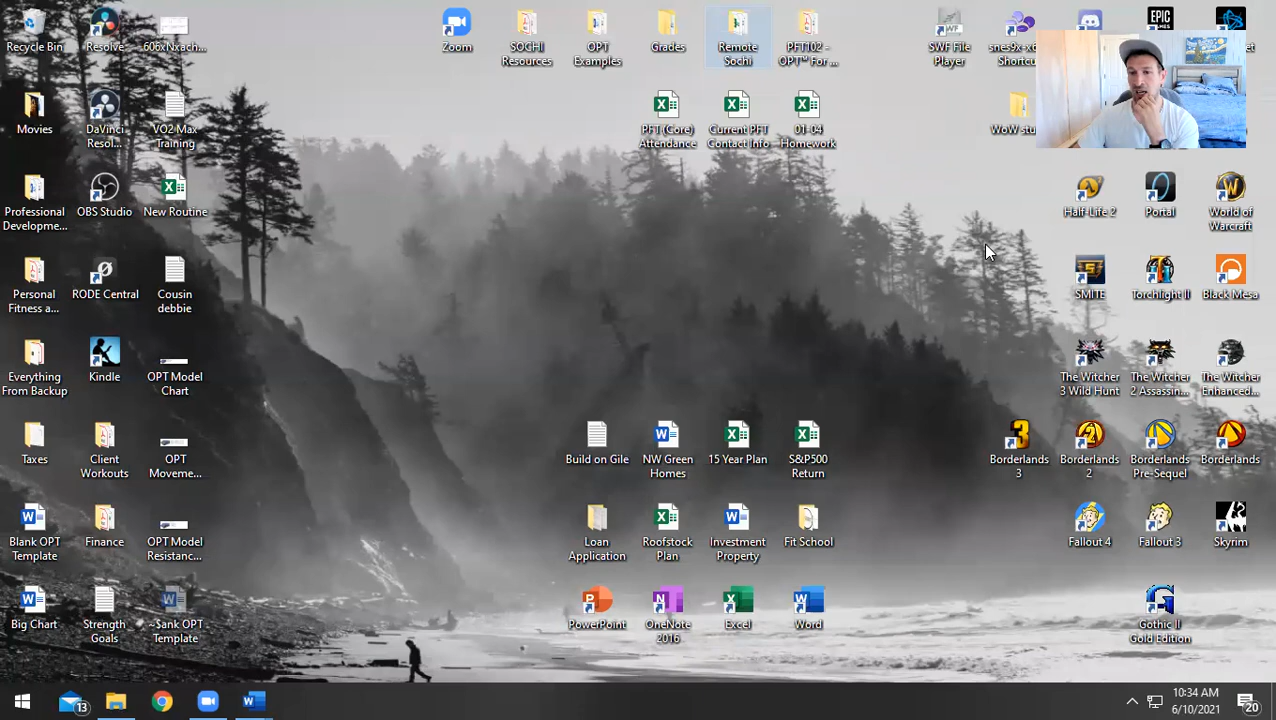 Recycle Bin
Resolve
606xNxach...
Zoom
SOCHI
Resources
OPT
Examples
Grades
Remote
Sochi
PFT102 -
OPT™ For ...
SWF File
Player
snes9x-x6
Shortcu
EPIC
GAMES
et
Movies
DaVinci
Resol...
VO2 Max
Training
PFT (Core)
Attendance
Current PFT
Contact Info
01-04
Homework
WoW stu
Professional
Developme...
OBS Studio
New Routine
Half-Life 2
Portal
World of
Warcraft
Personal
Fitness a...
RODE Central
Cousin
debbie
SMITE
Torchlight II
Black Mesa
Everything
From Backup
Kindle
OPT Model
Chart
The Witcher
3 Wild Hunt
The Witcher
2 Assassin...
The Witcher
Enhanced...
Taxes
Client
Workouts
OPT
Moveme...
Build on Gile
NW Green
Homes
15 Year Plan
S&P500
Return
Borderlands
3
Borderlands
2
Borderlands
Pre-Sequel
Borderlands
Blank OPT
Template
Finance
OPT Model
Resistanc...
Loan
Application
Roofstock
Plan
Investment
Property
Fit School
Fallout 4
Fallout 3
Skyrim
Big Chart
Strength
Goals
~$ank OPT
Template
PowerPoint
OneNote
2016
Excel
Word
Gothic II
Gold Edition
13
10:34 AM
6/10/2021
20